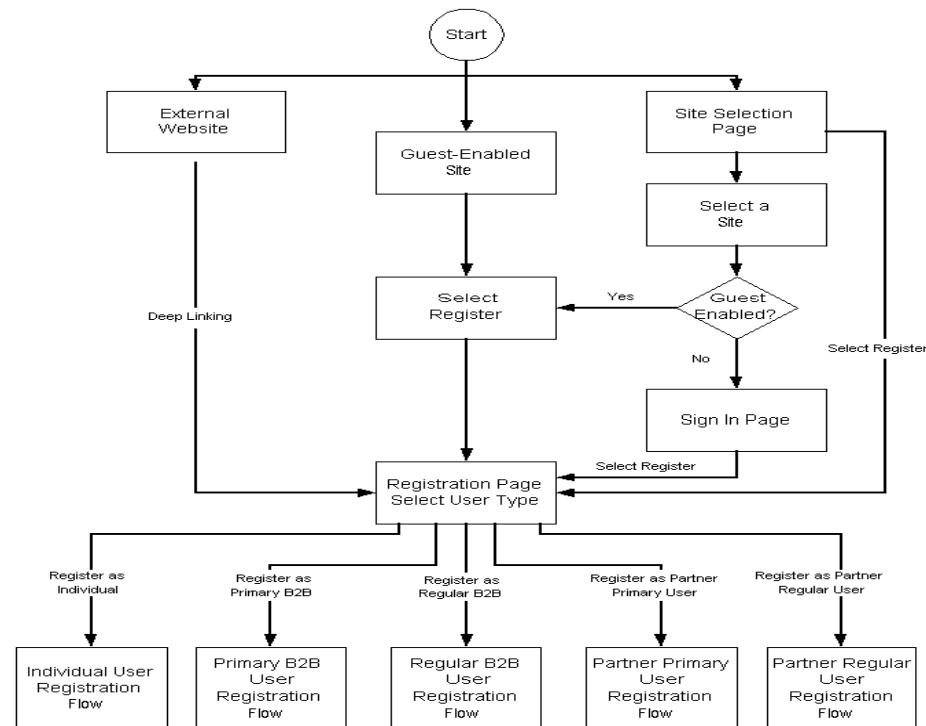 Start
External
Website
Guest-Enabled
Site
Site Selection
Page
Select a
Site
Select
Register
Yes
Guest
Enabled?
Deep Linking
No
Select Register
Sign In Page
Select Register
Registration Page
Select User Type
Register as
Individual
Register as
Primary B2B
Register as
Regular B2B
Register as Partner
Primary User
Register as Partner
Regular User
Individual User
Registration
Flow
Primary B2B
User
Registration
Flow
Regular B2B
User
Registration
Flow
Partner Primary
User
Registration
Flow
Partner Regular
User
Registration
Flow